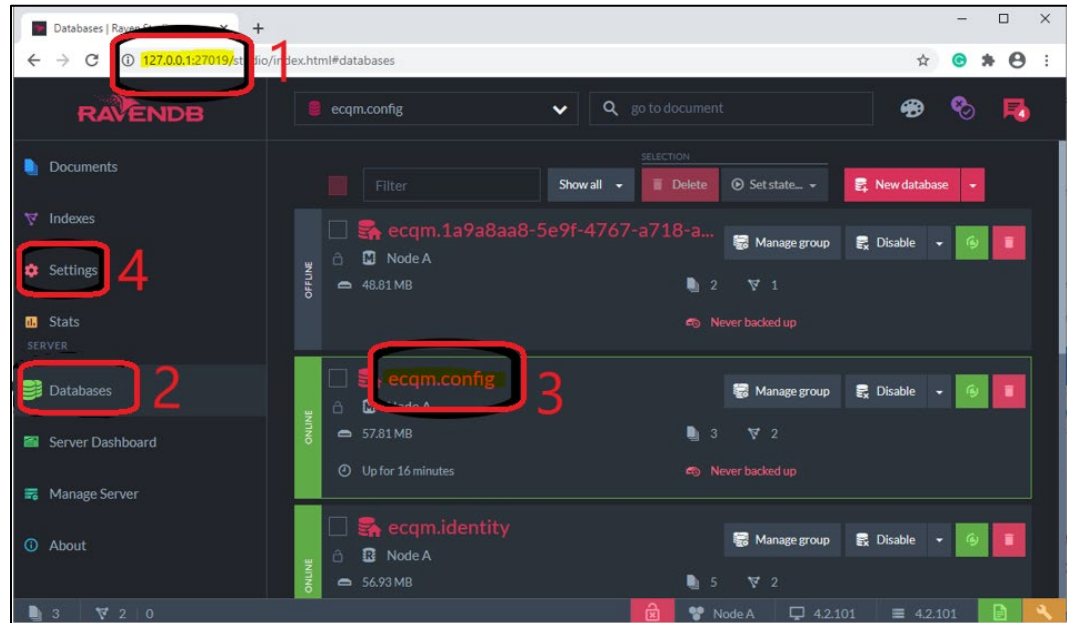 Databases | Raven St
127.0.0.1:27019/studio/index.html#databases
1
RAVENDB
ecqm.config
go to document
4
Documents
Indexes
Settings
4
Stats
SERVER
Databases
2
Server Dashboard
Manage Server
About
SELECTION
Filter
Show all
Delete
Set state...
New database
OFFLINE
ecqm.1a9a8aa8-5e9f-4767-a718-a...
Manage group
Disable
Node A
48.81 MB
2
1
Never backed up
ONLINE
ecqm.config
3
Manage group
Disable
Node A
57.81 MB
3
2
Up for 16 minutes
Never backed up
ONLINE
ecqm.identity
Manage group
Disable
R
Node A
56.93 MB
5
2
3
2
0
Node A
4.2.101
4.2.101